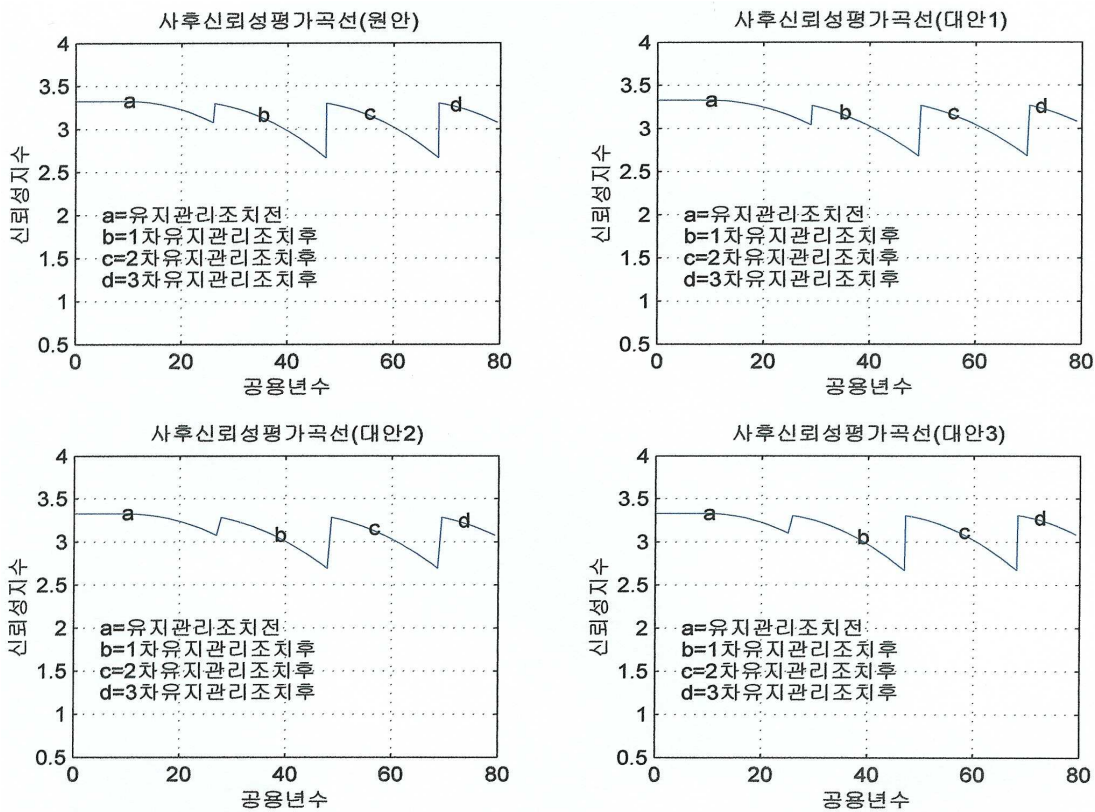 사후신뢰성평가곡선(원안)
4
3.5
3
2.5
2
1.5
1
0.5
신뢰성지수
a
b
c
d
a=유지관리조치전
b=1차유지관리조치후
c=2차유지관리조치후
d=3차유지관리조치후
0 20 40 60 80
공용년수
사후신뢰성평가곡선(대안1)
4
3.5
3
2.5
2
1.5
1
0.5
신뢰성지수
a
b
c
d
a=유지관리조치전
b=1차유지관리조치후
c=2차유지관리조치후
d=3차유지관리조치후
0 20 40 60 80
공용년수
사후신뢰성평가곡선(대안2)
4
3.5
3
2.5
2
1.5
1
0.5
신뢰성지수
a
b
c
d
a=유지관리조치전
b=1차유지관리조치후
c=2차유지관리조치후
d=3차유지관리조치후
0 20 40 60 80
공용년수
사후신뢰성평가곡선(대안3)
4
3.5
3
2.5
2
1.5
1
0.5
신뢰성지수
a
b
c
d
a=유지관리조치전
b=1차유지관리조치후
c=2차유지관리조치후
d=3차유지관리조치후
0 20 40 60 80
공용년수